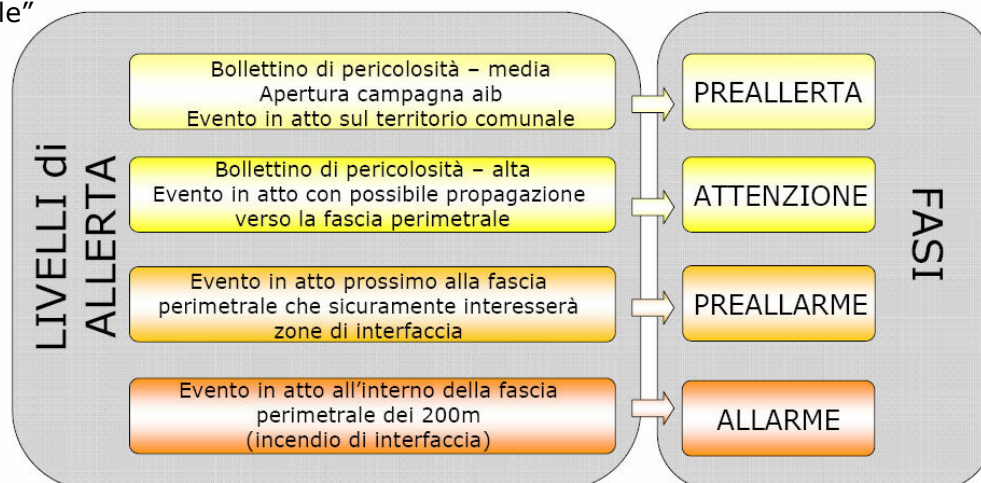 le”
LIVELLI di
ALLERTA
Bollettino di pericolosità – media
Apertura campagna aib
Evento in atto sul territorio comunale
PREALLERTA
Bollettino di pericolosità – alta
Evento in atto con possibile propagazione
verso la fascia perimetrale
ATTENZIONE
Evento in atto prossimo alla fascia
perimetrale che sicuramente interesserà
zone di interfaccia
PREALLARME
Evento in atto all’interno della fascia
perimetrale dei 200m
(incendio di interfaccia)
ALLARME
FASI